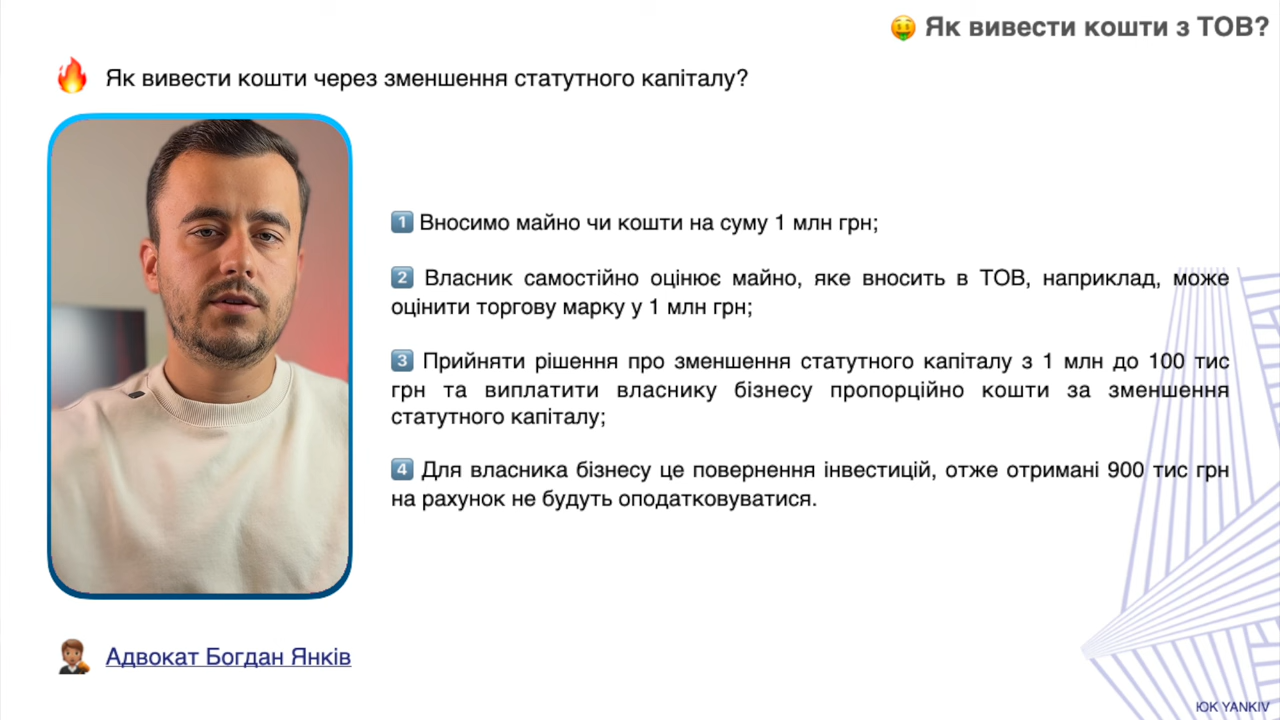 🤑 Як вивести кошти з ТОВ?
🔥 Як вивести кошти через зменшення статутного капіталу?
1️⃣ Вносимо майно чи кошти на суму 1 млн грн;
2️⃣ Власник самостійно оцінює майно, яке вносить в ТОВ, наприклад, може
оцінити торгову марку у 1 млн грн;
3️⃣ Прийняти рішення про зменшення статутного капіталу з 1 млн до 100 тис
грн та виплатити власнику бізнесу пропорційно кошти за зменшення
статутного капіталу;
4️⃣ Для власника бізнесу це повернення інвестицій, отже отримані 900 тис грн
на рахунок не будуть оподатковуватися.
Адвокат Богдан Янків
ЮК YANKIV